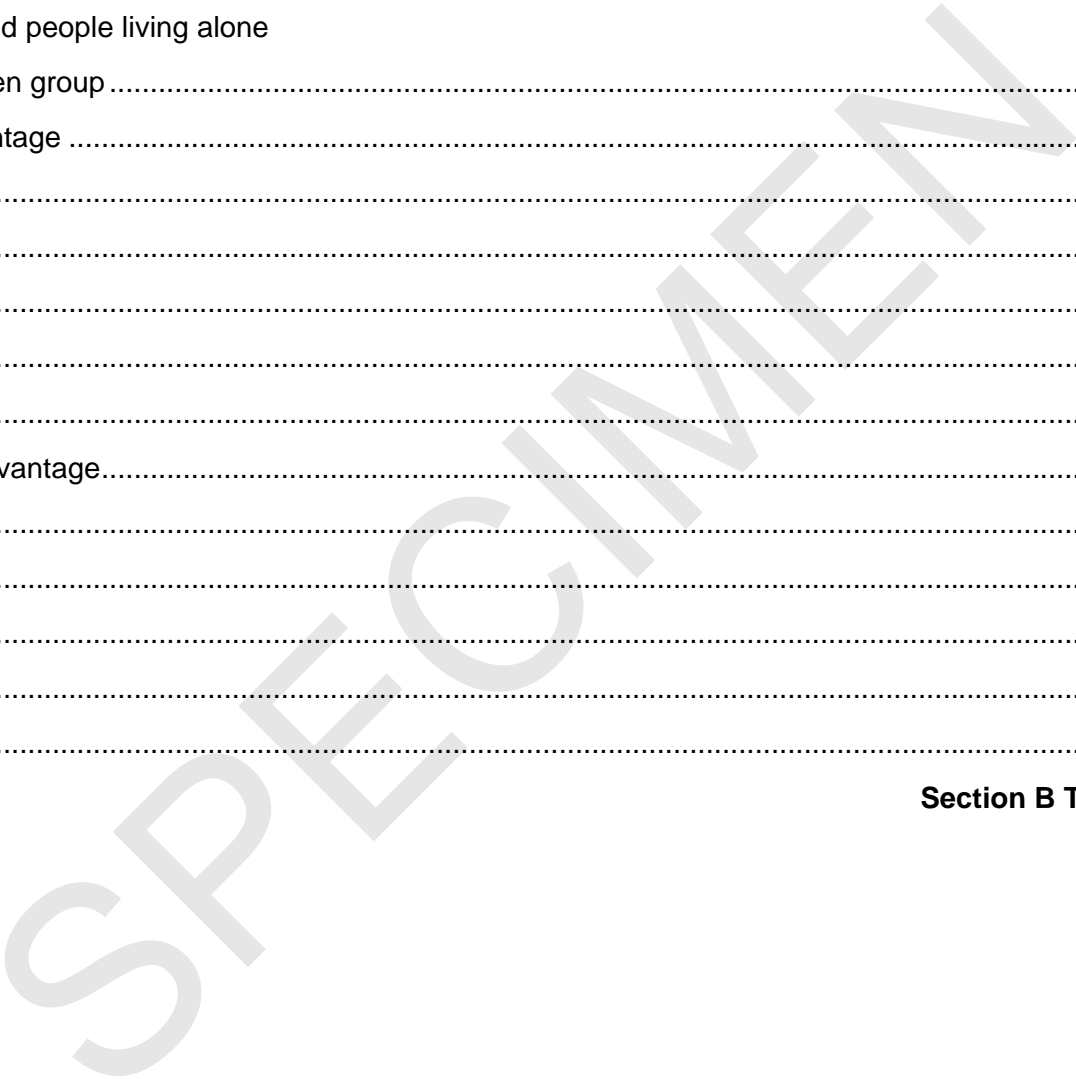 d people living alone
en group ..........................................................................................
ntage ..........................................................................................
..........................................................................................
..........................................................................................
..........................................................................................
..........................................................................................
..........................................................................................
vantage..........................................................................................
..........................................................................................
..........................................................................................
..........................................................................................
..........................................................................................
..........................................................................................
Section B T
SPECIMEN